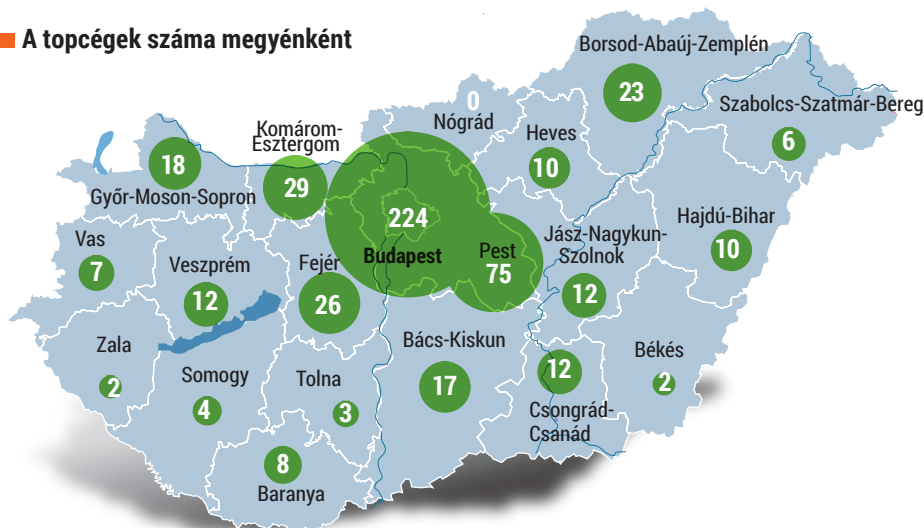 A topcégek száma megyénként
Borsod-Abaúj-Zemplén
23
Szabolcs-Szatmár-Bereg
6
0
Nógrád
Heves
10
Komárom-
Esztergom
29
18
Győr-Moson-Sopron
224
Budapest
Pest
75
Jász-Nagykun-
Szolnok
12
Hajdú-Bihar
10
Vas
7
Veszprém
12
Fejér
26
Zala
2
Somogy
4
Tolna
3
Bács-Kiskun
17
12
Csongrád-
Csanád
Békés
2
8
Baranya